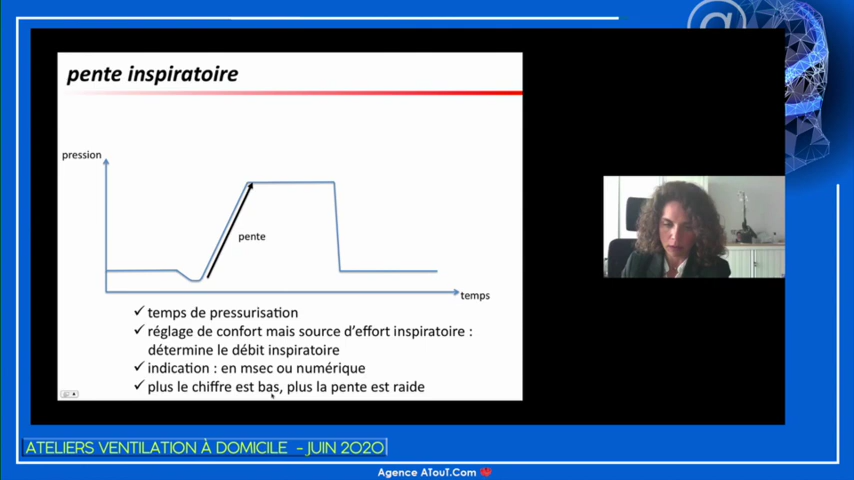 pente inspiratoire
pression
pente
temps
✓ temps de pressurisation
✓ réglage de confort mais source d'effort inspiratoire :
détermine le débit inspiratoire
✓ indication : en msec ou numérique
✓ plus le chiffre est bas, plus la pente est raide
ATELIERS VENTILATION À DOMICILE - JUIN 2020
Agence ATouT.Com